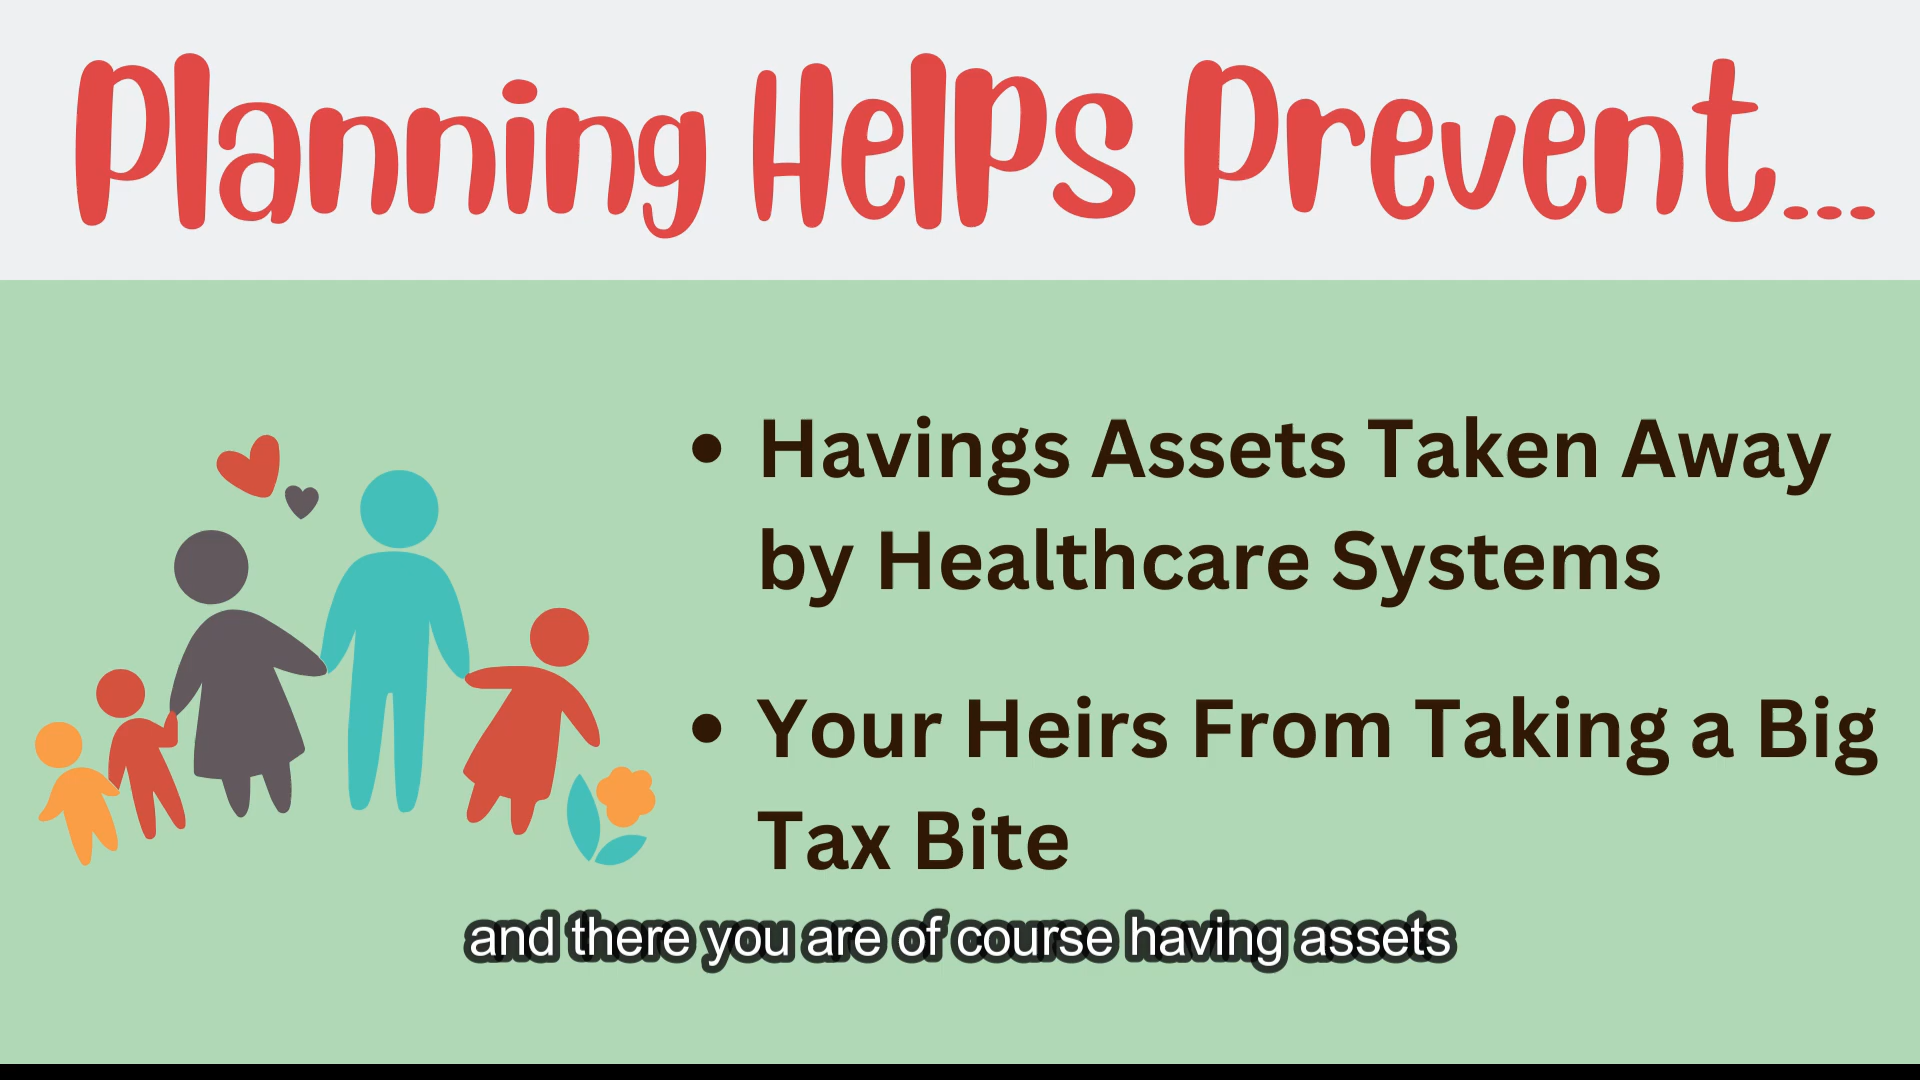 Planning Helps Prevent...
• Havings Assets Taken Away
by Healthcare Systems
• Your Heirs From Taking a Big
Tax Bite
and there you are of course having assets